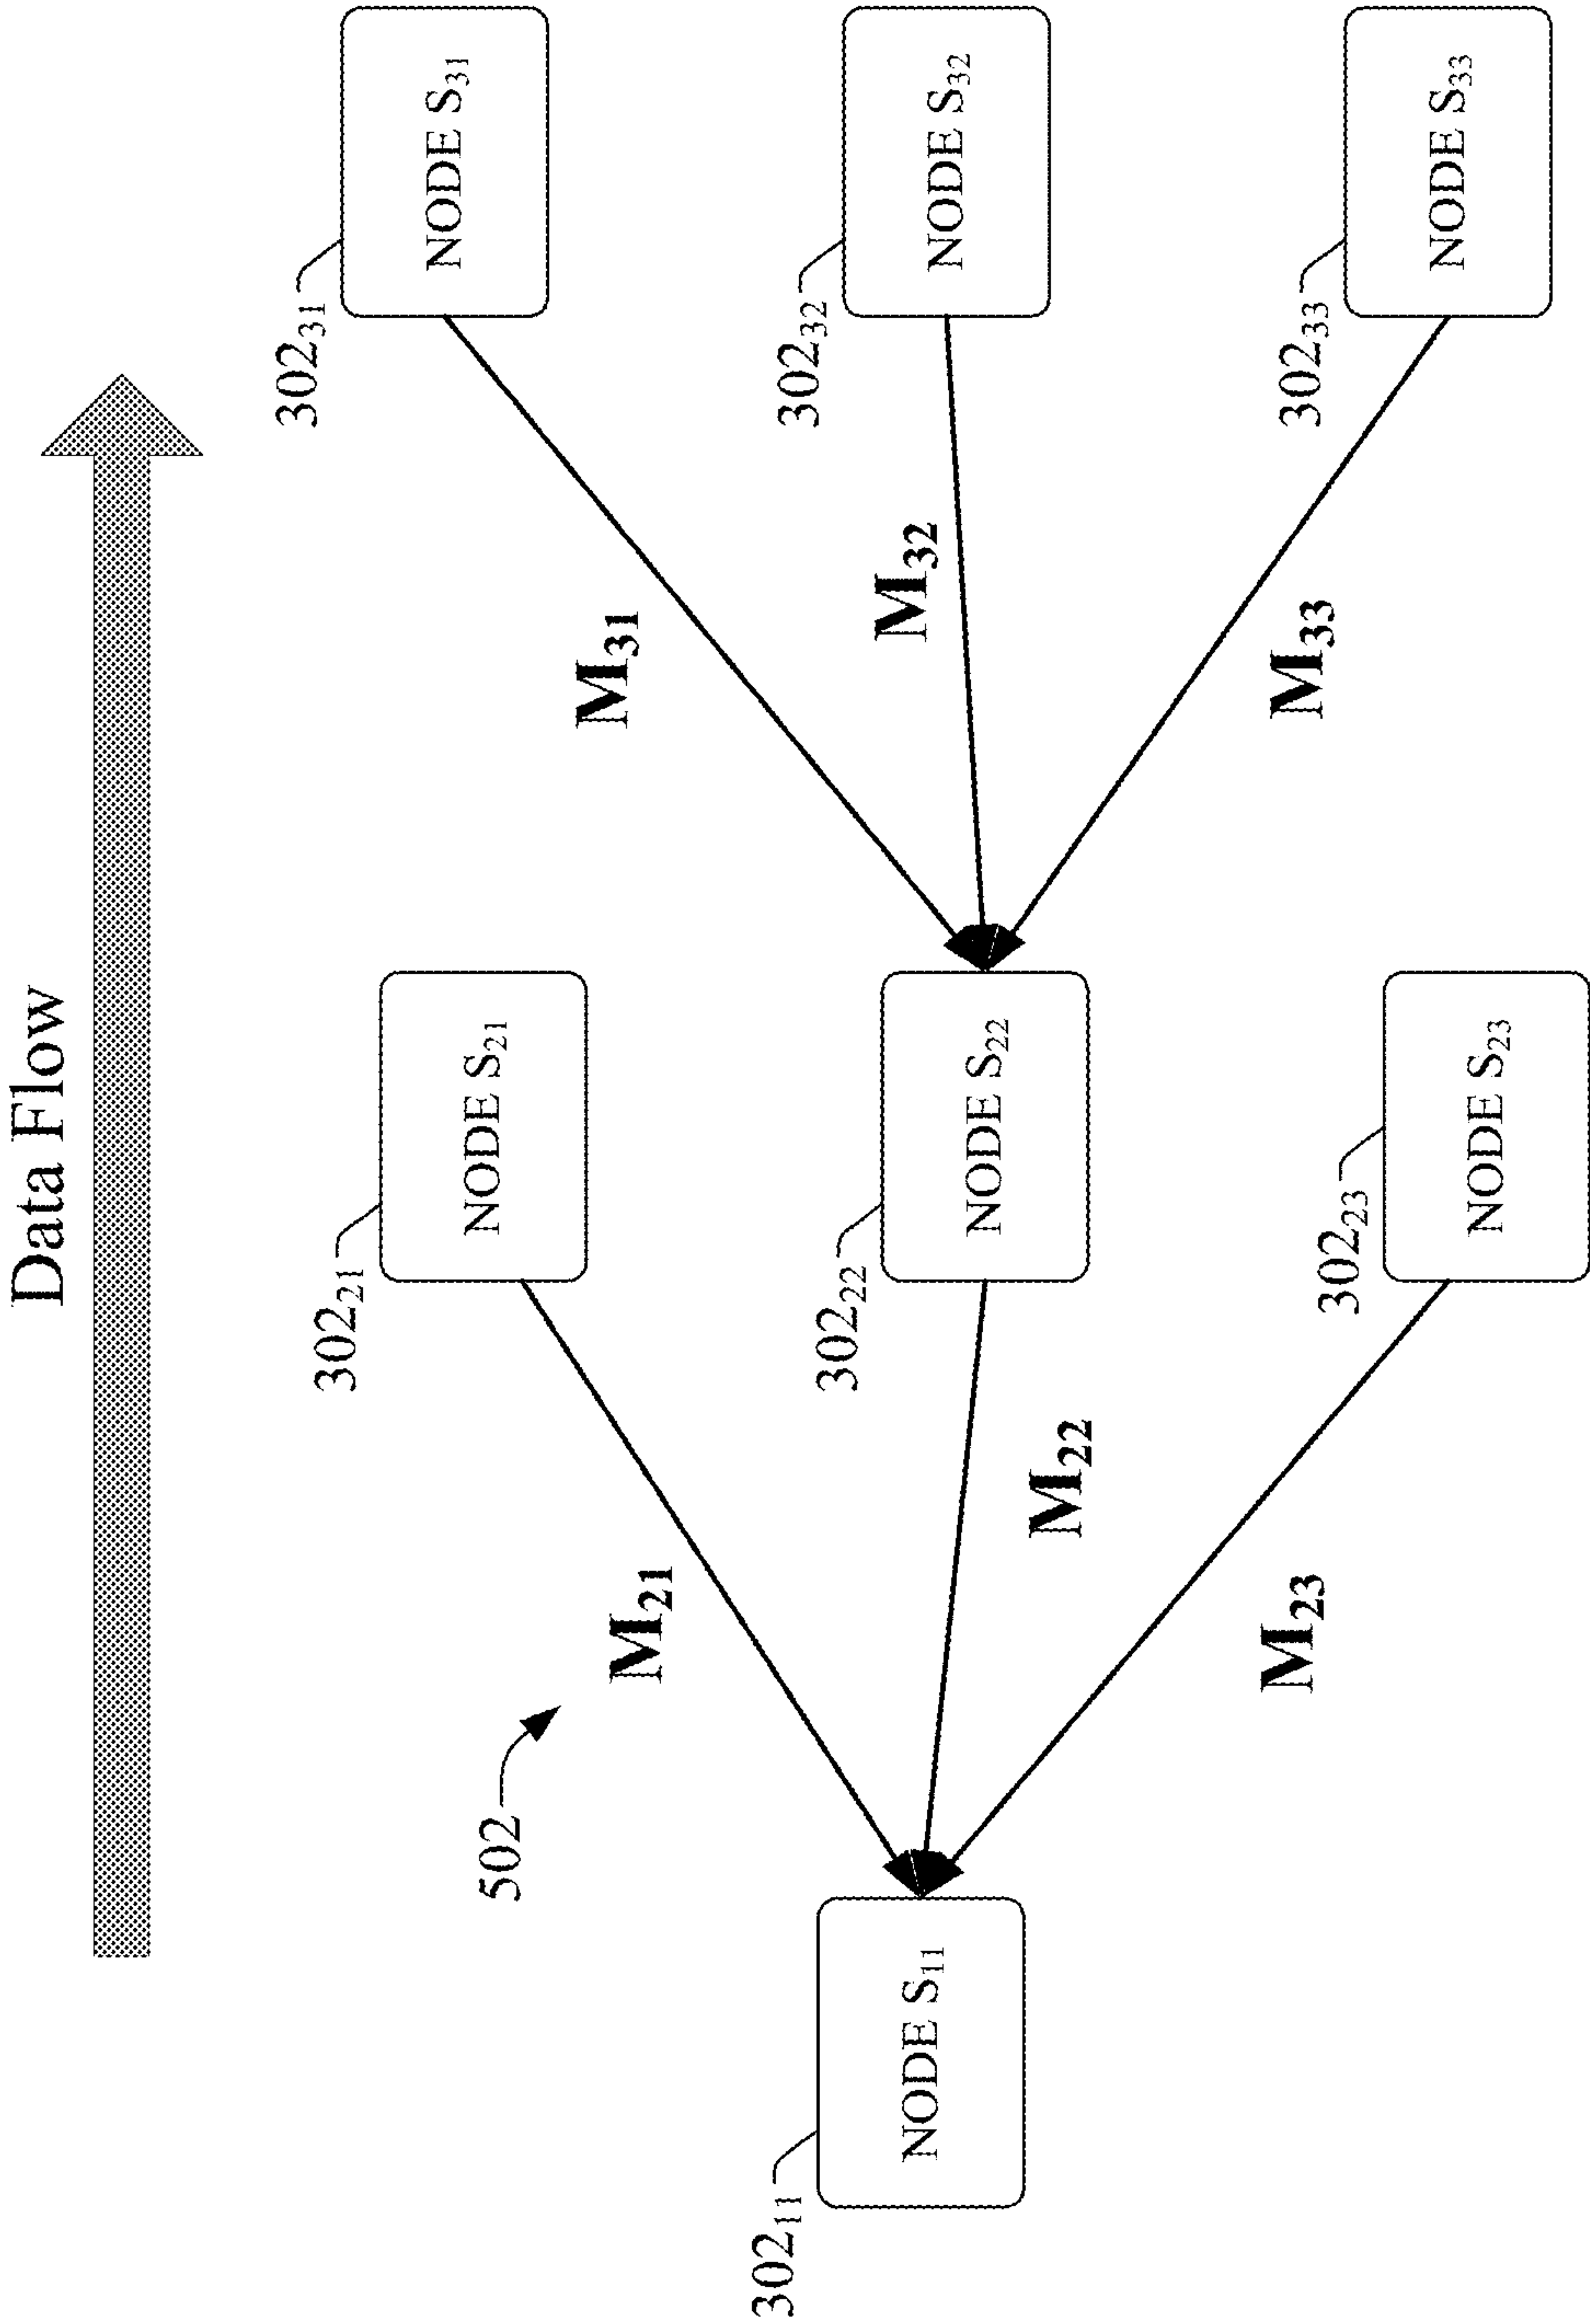 Data Flow
302₃₁
302₂₁
NODE S₃₁
NODE S₂₁
502
M₃₁
M₂₁
302₁₁
302₃₂
302₂₂
M₃₂
NODE S₁₁
NODE S₃₂
NODE S₂₂
M₂₂
M₂₃
M₃₃
302₃₃
302₂₃
NODE S₃₃
NODE S₂₃